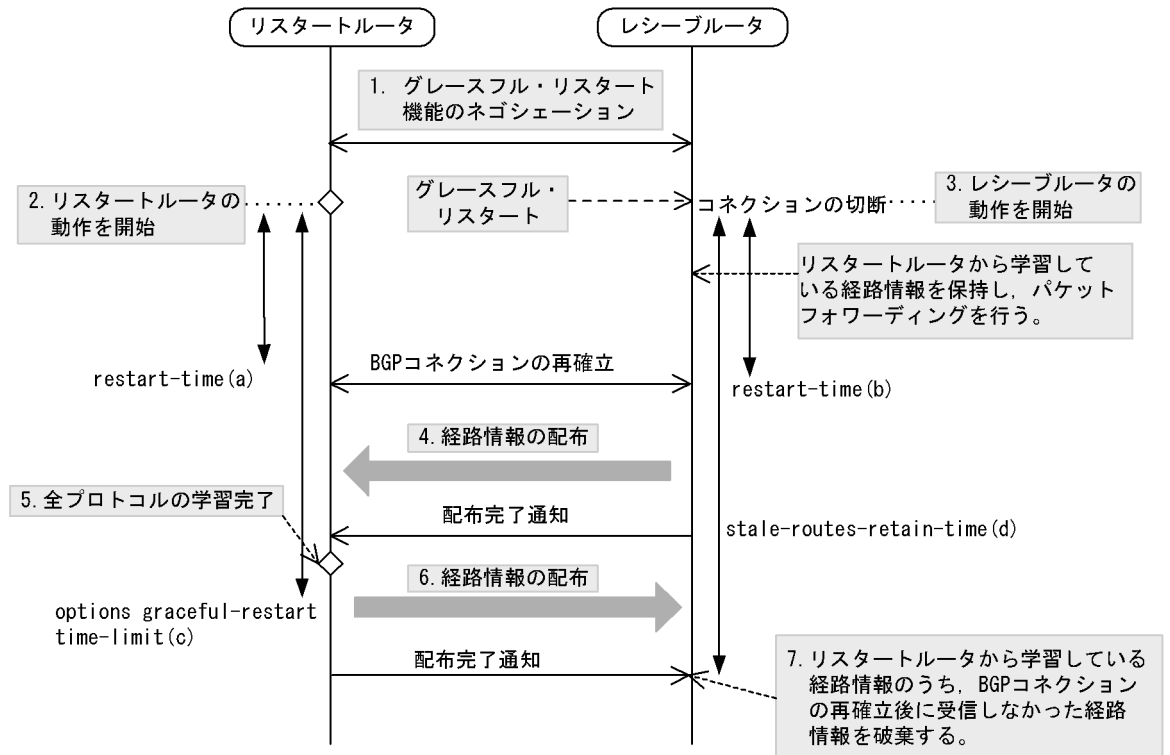 リスタートルータ
レシーブルータ
1. グレースフル・リスタート
機能のネゴシェーション
2.リスタートルータの
動作を開始
グレースフル・
リスタート
コネクションの切断
3.レシーブルータの
動作を開始
リスタートルータから学習して
いる経路情報を保持し，パケット
フォワーディングを行う。
restart-time(a)
BGPコネクションの再確立
restart-time(b)
4.経路情報の配布
5.全プロトコルの学習完了
配布完了通知
stale-routes-retain-time(d)
6.経路情報の配布
options graceful-restart
time-limit(c)
配布完了通知
7.リスタートルータから学習している
経路情報のうち，BGPコネクション
の再確立後に受信しなかった経路
情報を破棄する。